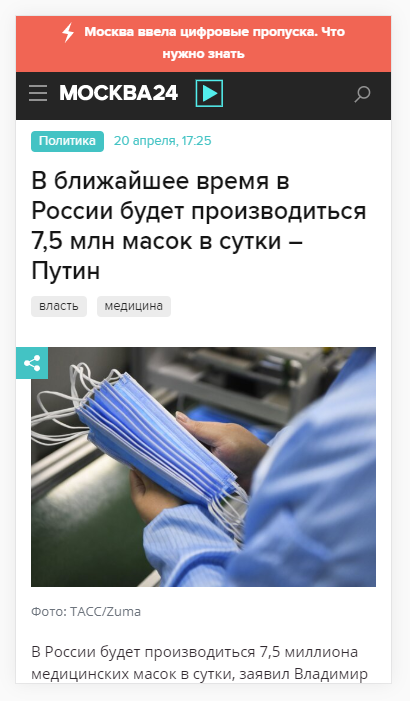 Москва ввела цифровые пропуска. Что
нужно знать
МОСКВА24
Политика 20 апреля, 17:25
В ближайшее время в
России будет производиться
7,5 млн масок в сутки –
Путин
власть медицина
Фото: ТАСС/Zuma
В России будет производиться 7,5 миллиона
медицинских масок в сутки, заявил Владимир